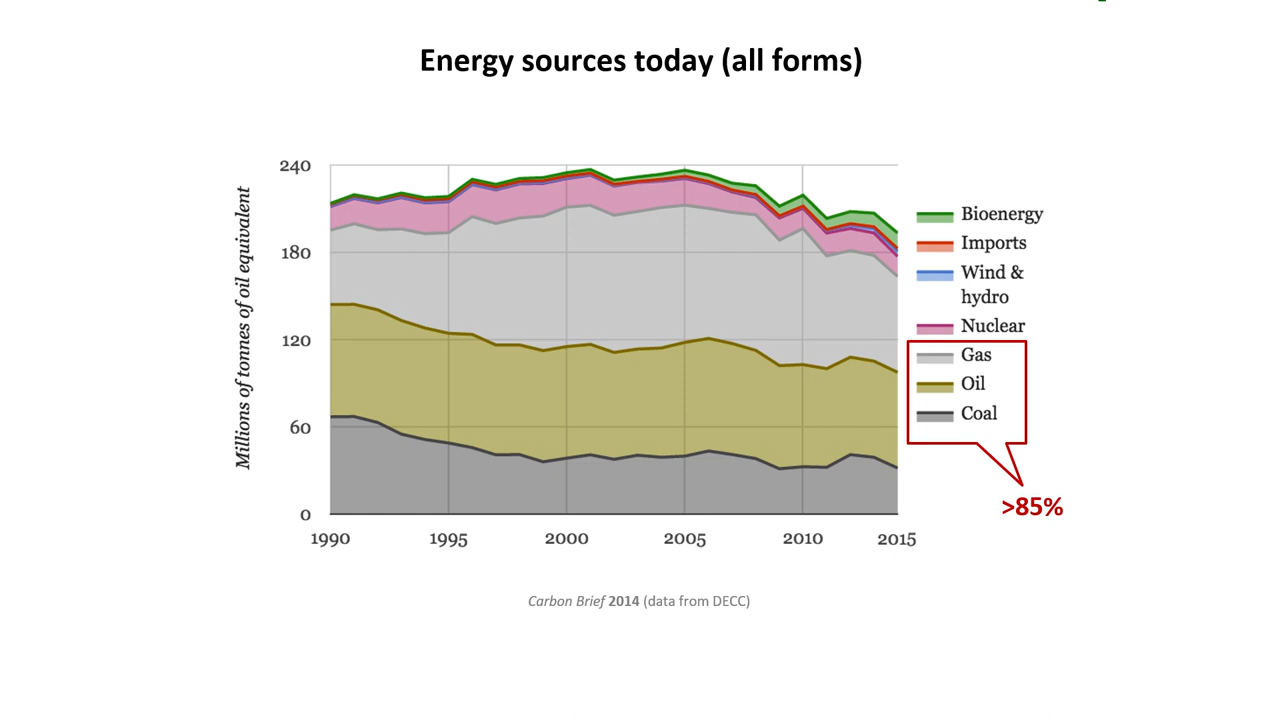 Energy sources today (all forms)
Millions of tonnes of oil equivalent
240
180
120
60
0
1990 1995 2000 2005 2010 2015
Bioenergy
Imports
Wind &
hydro
Nuclear
Gas
Oil
Coal
>85%
Carbon Brief 2014 (data from DECC)